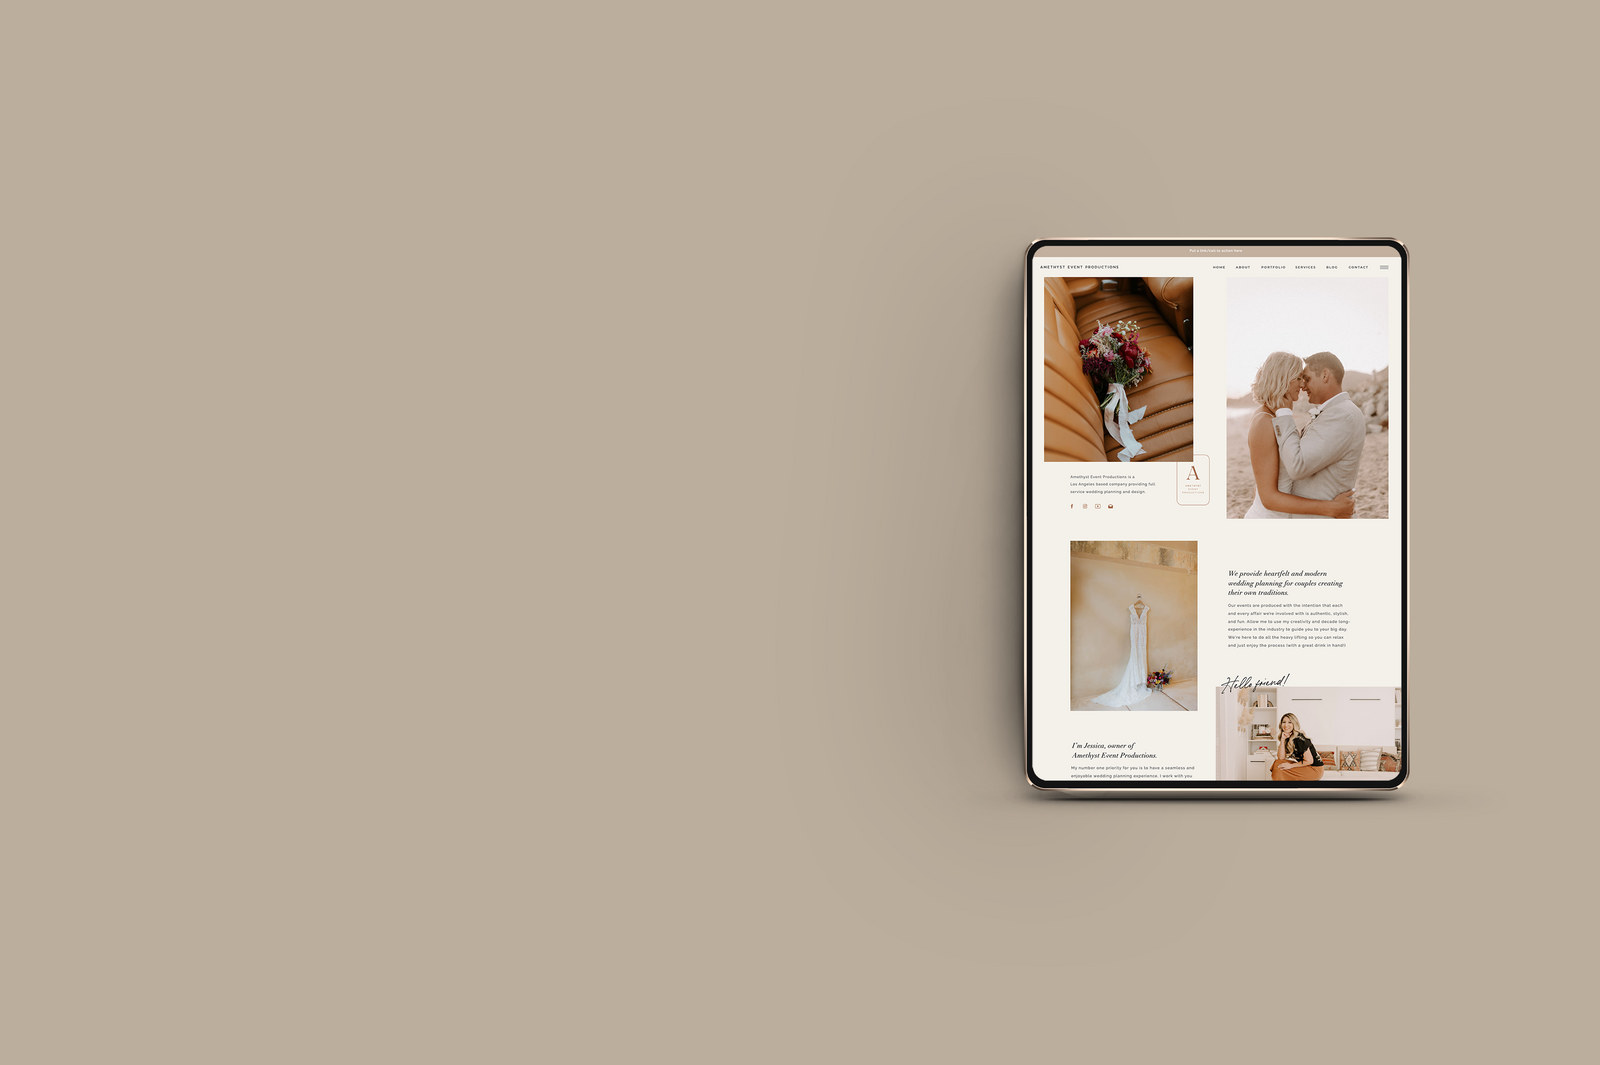 AMETHYST EVENT PRODUCTIONS
HOME ABOUT PORTFOLIO SERVICES BLOG CONTACT
Amethyst Event Productions is a
Los Angeles based company providing full
service wedding planning and design.
A
We provide heartfelt and modern
wedding planning for couples creating
their own traditions.
Our events are produced with the intention that each
and every affair we're involved with is authentic, stylish,
and fun. Allow me to use my creativity and decade long-
experience in the industry to guide you to your big day.
We're here to do all the heavy lifting so you can relax
and just enjoy the process (with a great drink in hand!)
Hello friend!
I'm Jessica, owner of
Amethyst Event Productions.
My number one priority for you is to have a seamless and
enjoyable wedding planning experience. I work with you